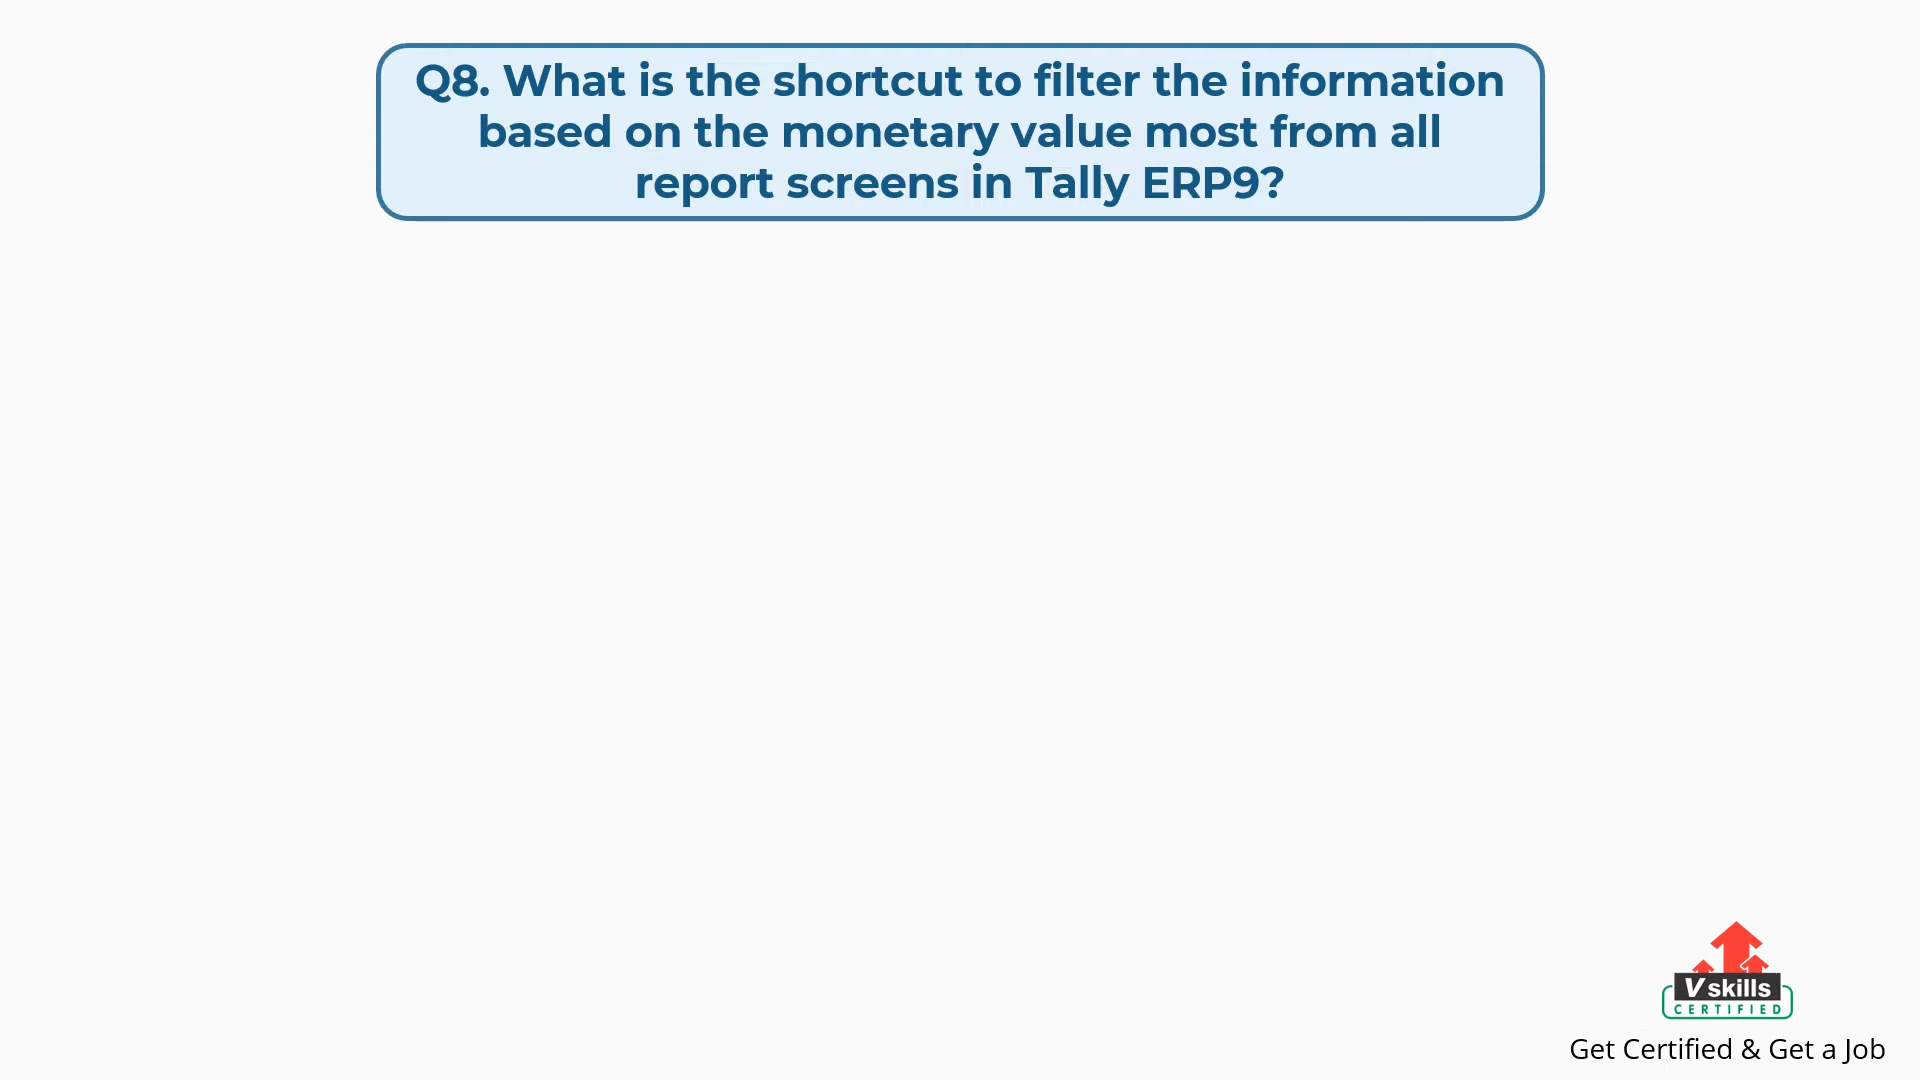 Q8. What is the shortcut to filter the information
based on the monetary value most from all
report screens in Tally ERP9?
Vskills
CERTIFIED
Get Certified & Get a Job